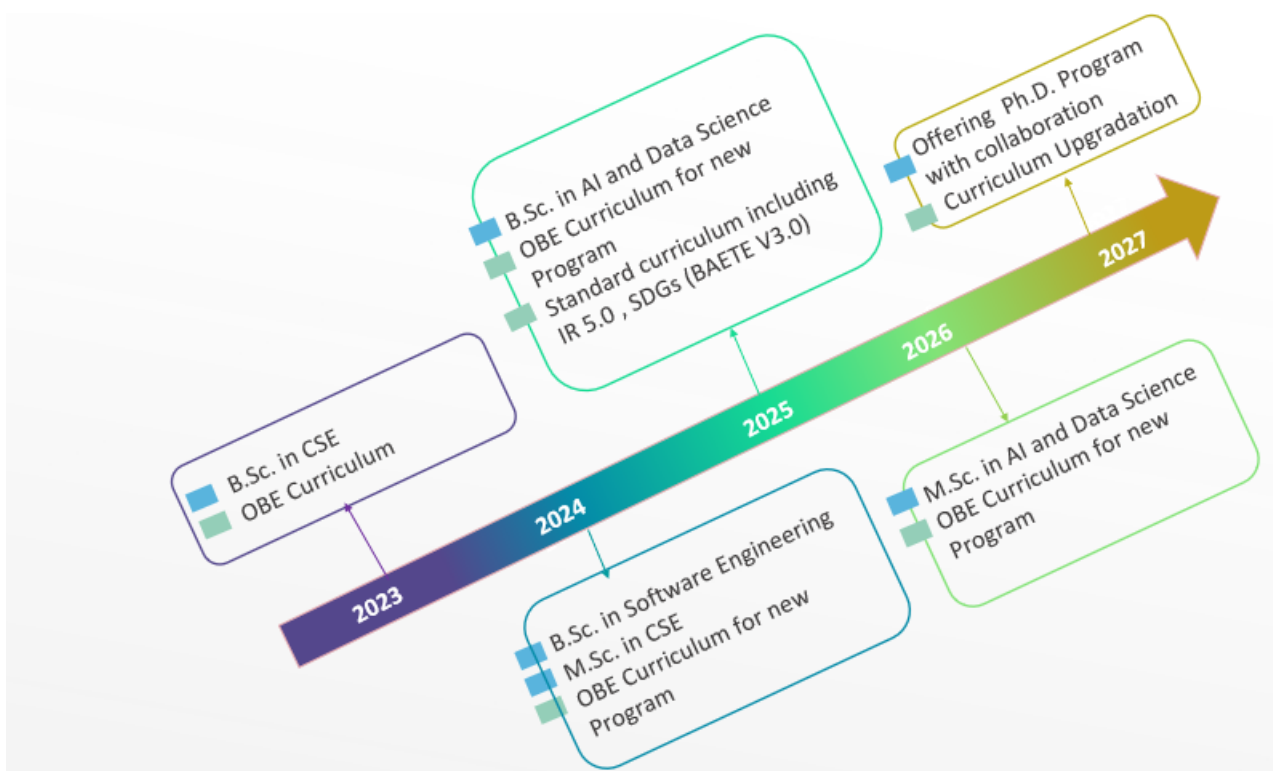 B.Sc. in CSE
OBE Curriculum
2023
B.Sc. in Software Engineering
M.Sc. in CSE
OBE Curriculum for new
Program
2024
B.Sc. in AI and Data Science
OBE Curriculum for new
Program
Standard curriculum including
IR 5.0 , SDGs (BAETE V3.0)
2025
M.Sc. in AI and Data Science
OBE Curriculum for new
Program
2026
Offering Ph.D. Program
with collaboration
Curriculum Upgradation
2027